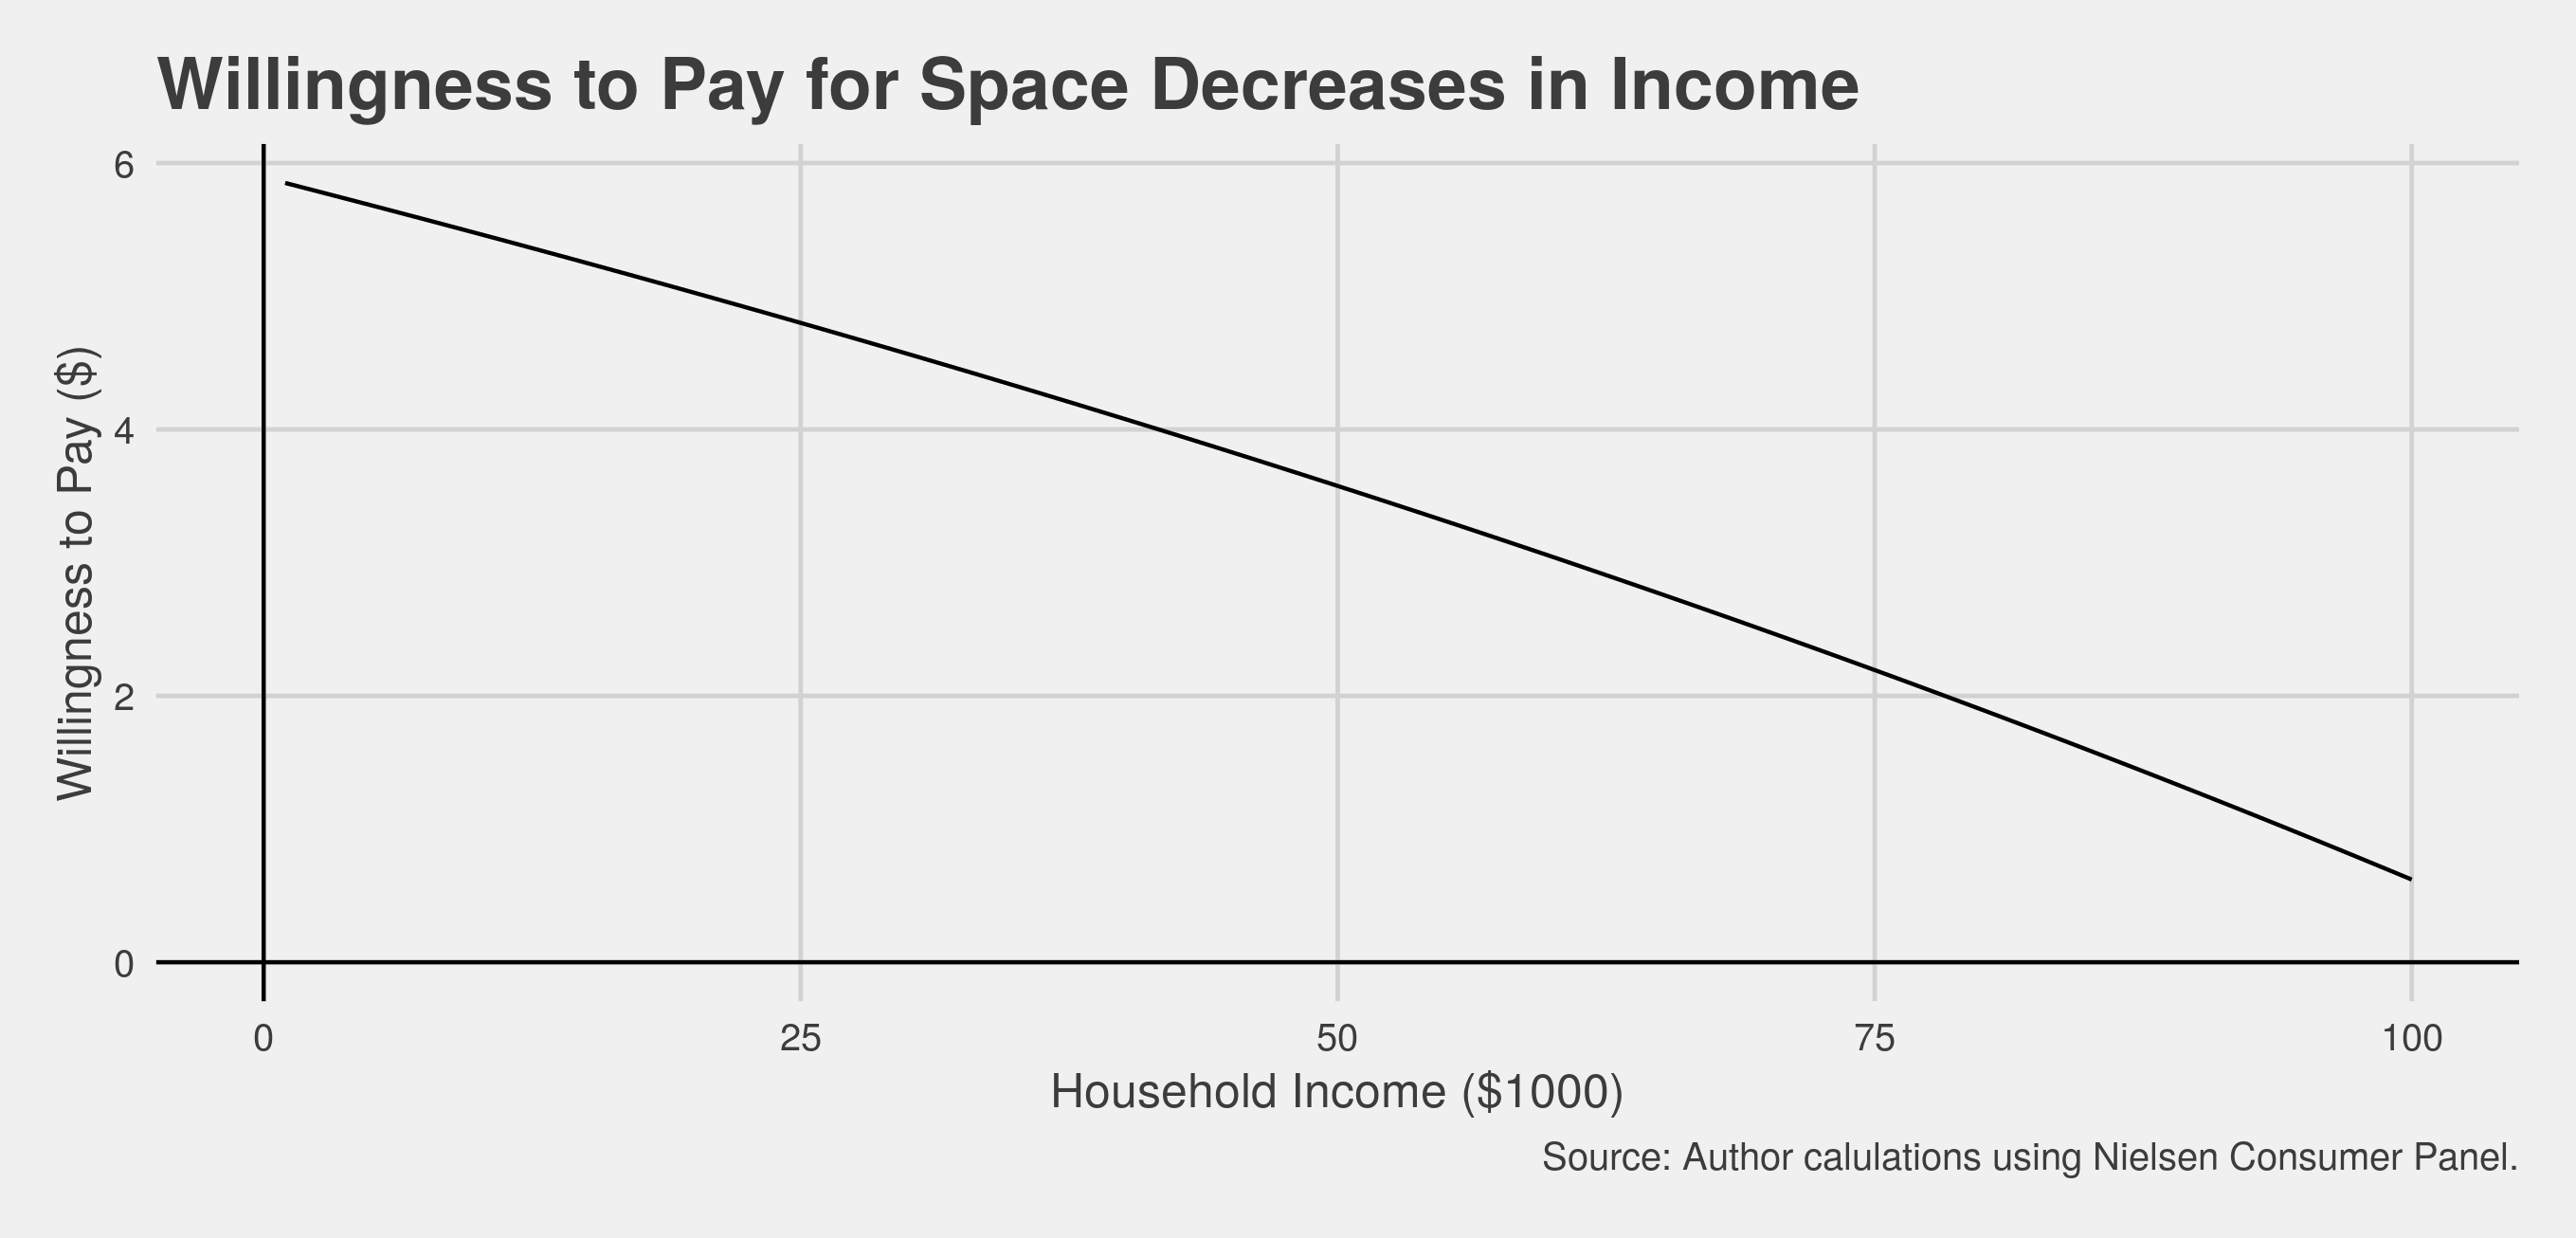 Willingness to Pay for Space Decreases in Income
Willingness to Pay ($)
6
4
2
0
0 25 50 75 100
Household Income ($1000)
Source: Author calulations using Nielsen Consumer Panel.